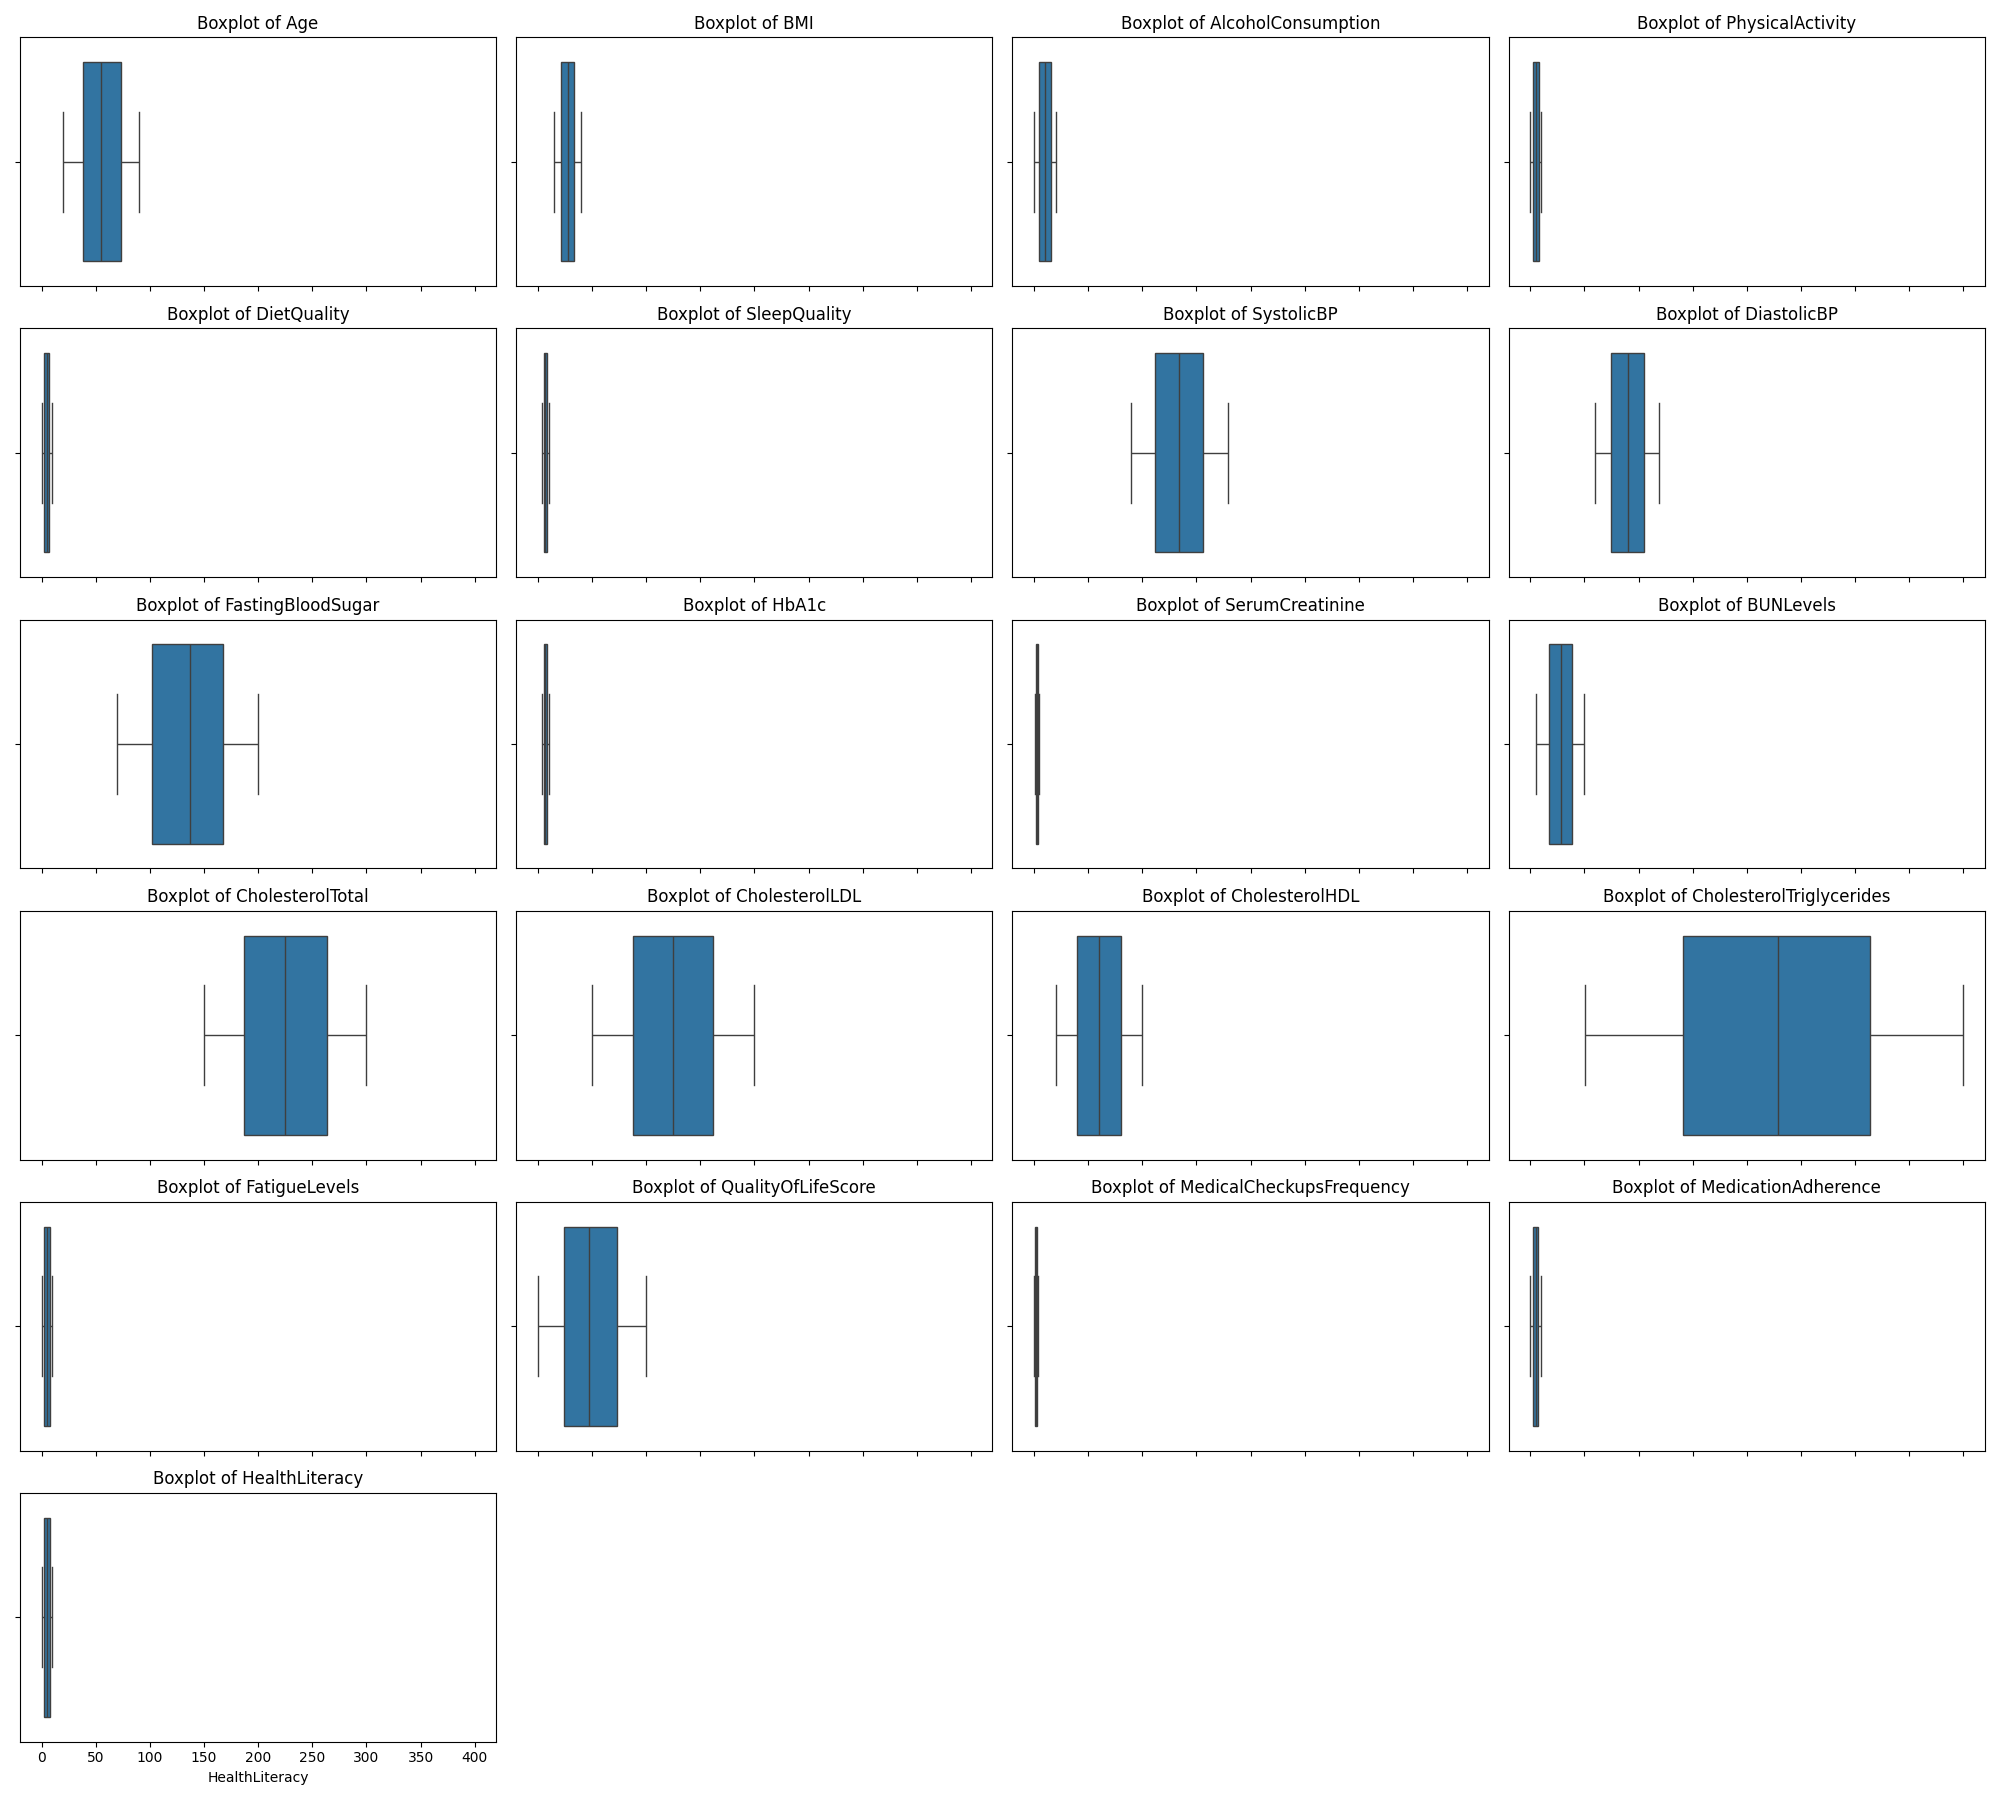 Boxplot of Age
Boxplot of BMI
Boxplot of AlcoholConsumption
Boxplot of PhysicalActivity
Boxplot of DietQuality
Boxplot of SleepQuality
Boxplot of SystolicBP
Boxplot of DiastolicBP
Boxplot of FastingBloodSugar
Boxplot of HbA1c
Boxplot of SerumCreatinine
Boxplot of BUNLevels
Boxplot of CholesterolTotal
Boxplot of CholesterolLDL
Boxplot of CholesterolHDL
Boxplot of CholesterolTriglycerides
Boxplot of FatigueLevels
Boxplot of QualityOfLifeScore
Boxplot of MedicalCheckupsFrequency
Boxplot of MedicationAdherence
Boxplot of HealthLiteracy
0 50 100 150 200 250 300 350 400
HealthLiteracy